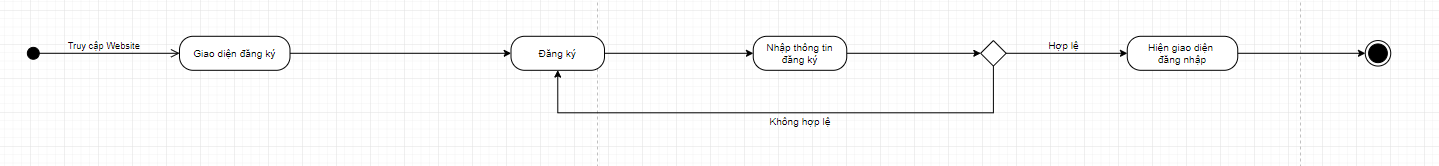 Truy cập Website
Giao diện đăng ký
Đăng ký
Nhập thông tin
đăng ký
Hợp lệ
Hiện giao diện
đăng nhập
Không hợp lệ